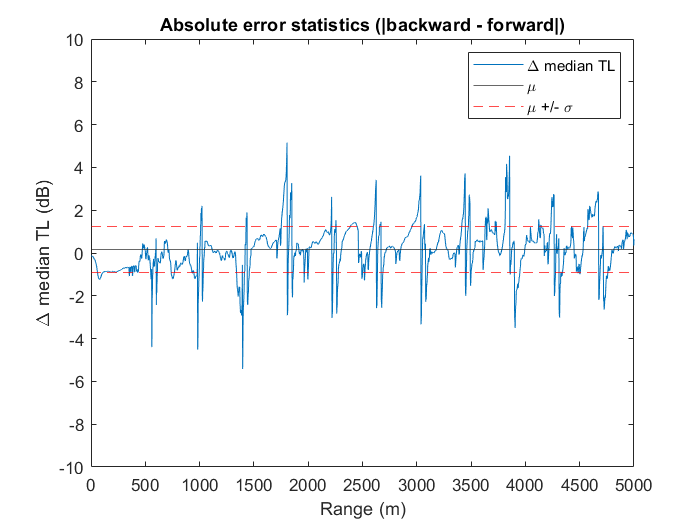 Absolute error statistics (|backward - forward|)
Δ median TL
μ
μ +/- σ
Δ median TL (dB)
10
8
6
4
2
0
-2
-4
-6
-8
-10
0 500 1000 1500 2000 2500 3000 3500 4000 4500 5000
Range (m)